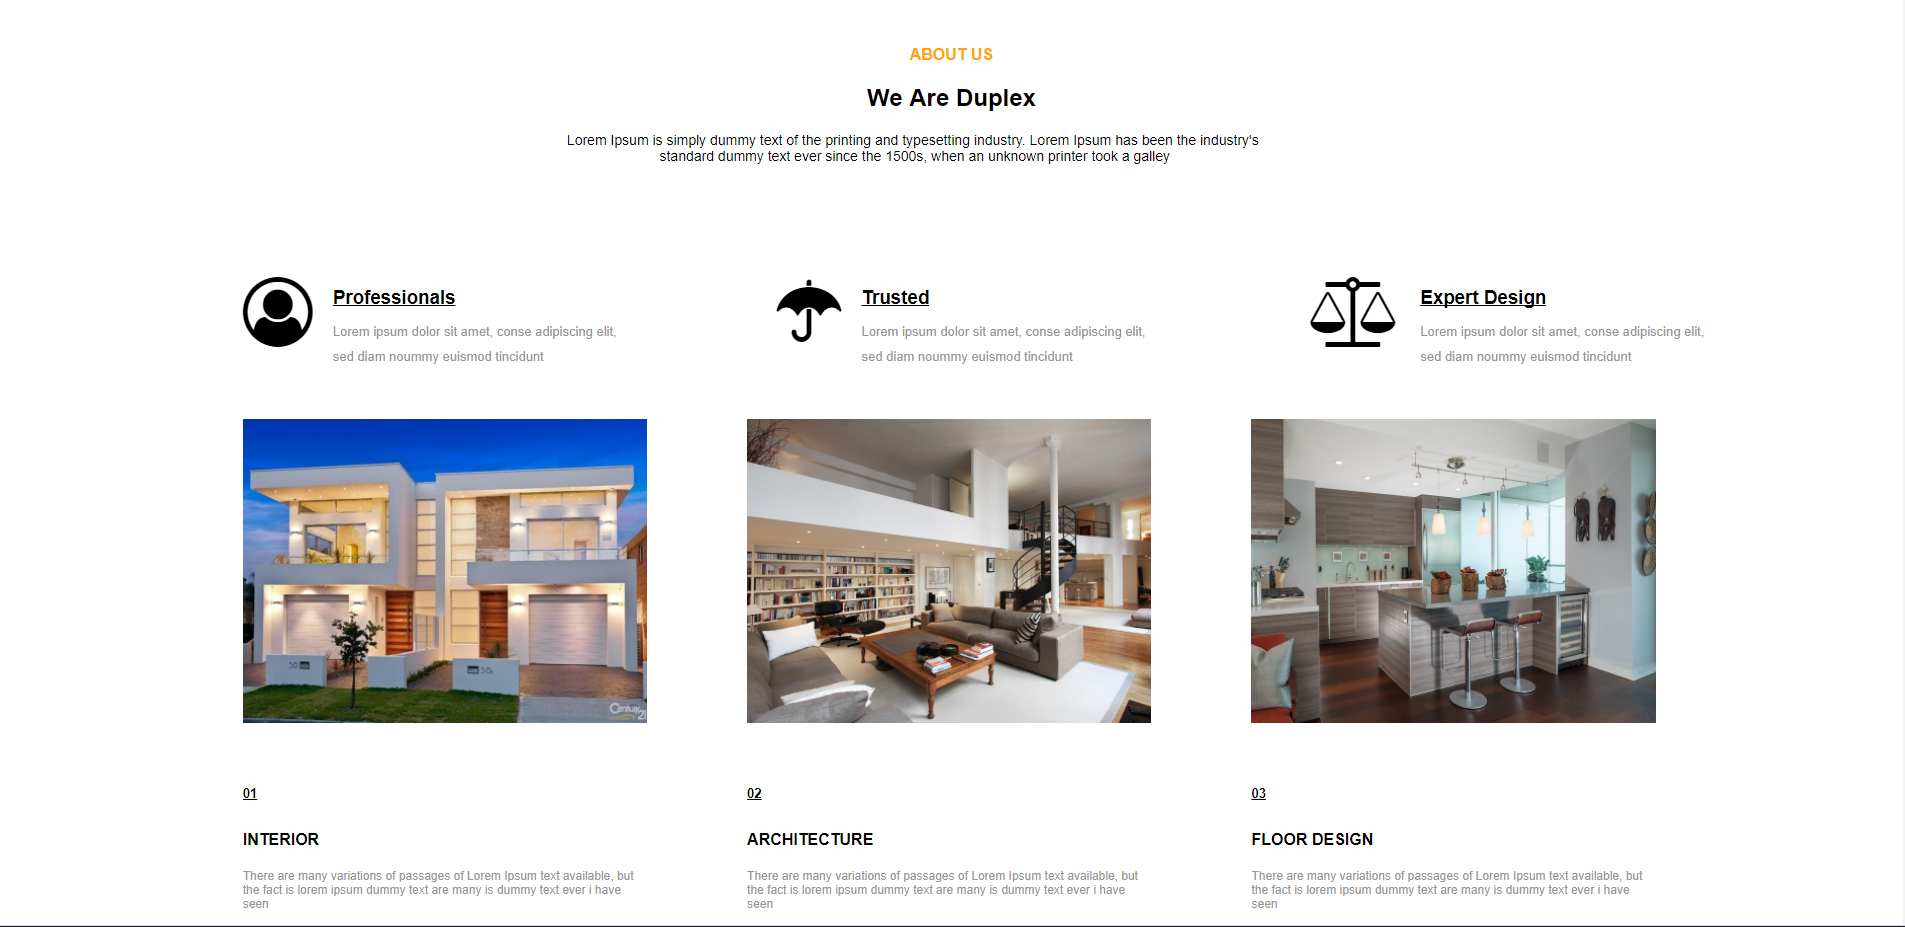 ABOUT US
We Are Duplex
Lorem Ipsum is simply dummy text of the printing and typesetting industry. Lorem Ipsum has been the industry's
standard dummy text ever since the 1500s, when an unknown printer took a galley
Professionals
Lorem ipsum dolor sit amet, conse adipiscing elit,
sed diam noummy euismod tincidunt
Trusted
Lorem ipsum dolor sit amet, conse adipiscing elit,
sed diam noummy euismod tincidunt
Expert Design
Lorem ipsum dolor sit amet, conse adipiscing elit,
sed diam noummy euismod tincidunt
Century 21
01
INTERIOR
There are many variations of passages of Lorem Ipsum text available, but
the fact is lorem ipsum dummy text are many is dummy text ever i have
seen
02
ARCHITECTURE
There are many variations of passages of Lorem Ipsum text available, but
the fact is lorem ipsum dummy text are many is dummy text ever i have
seen
03
FLOOR DESIGN
There are many variations of passages of Lorem Ipsum text available, but
the fact is lorem ipsum dummy text are many is dummy text ever i have
seen